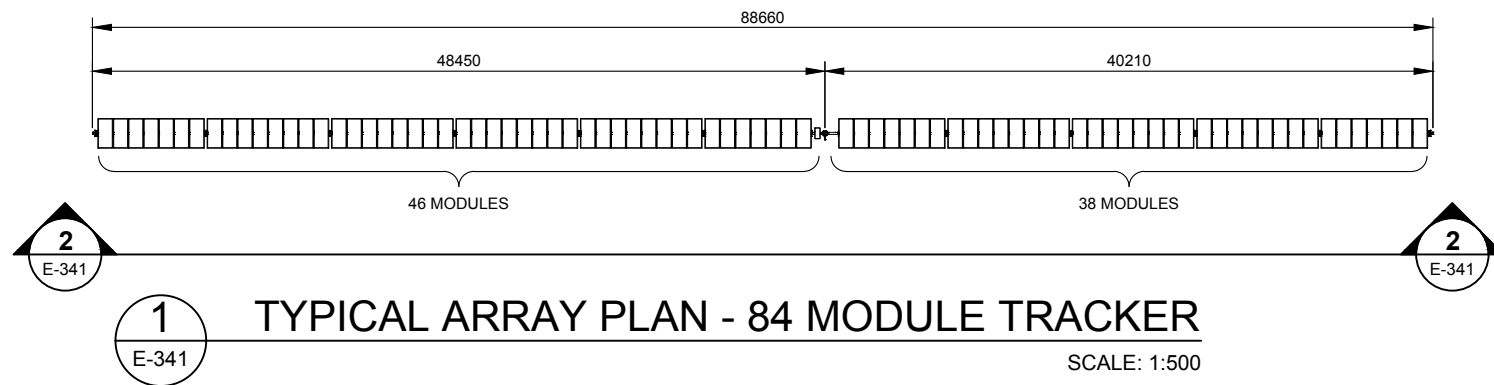 88660
48450
40210
46 MODULES
38 MODULES
2
E-341
2
E-341
1
E-341
TYPICAL ARRAY PLAN - 84 MODULE TRACKER
SCALE: 1:500